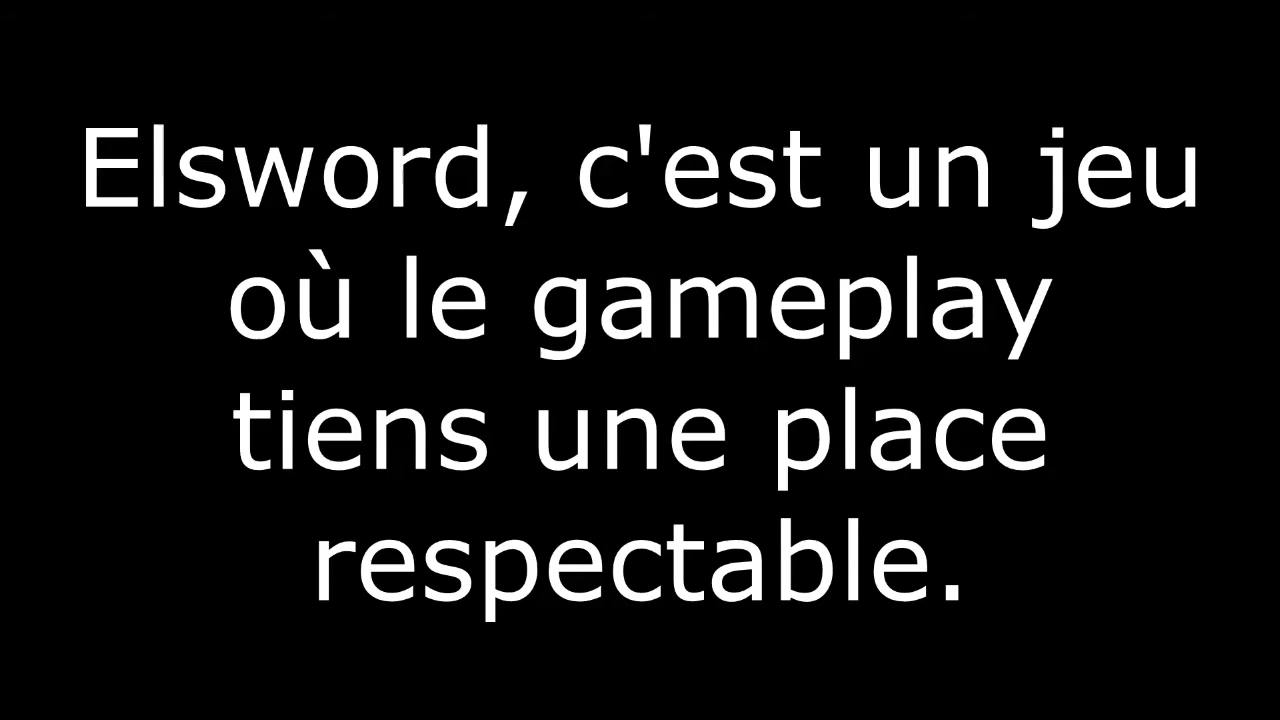 Elsword, c'est un jeu
où le gameplay
tiens une place
respectable.